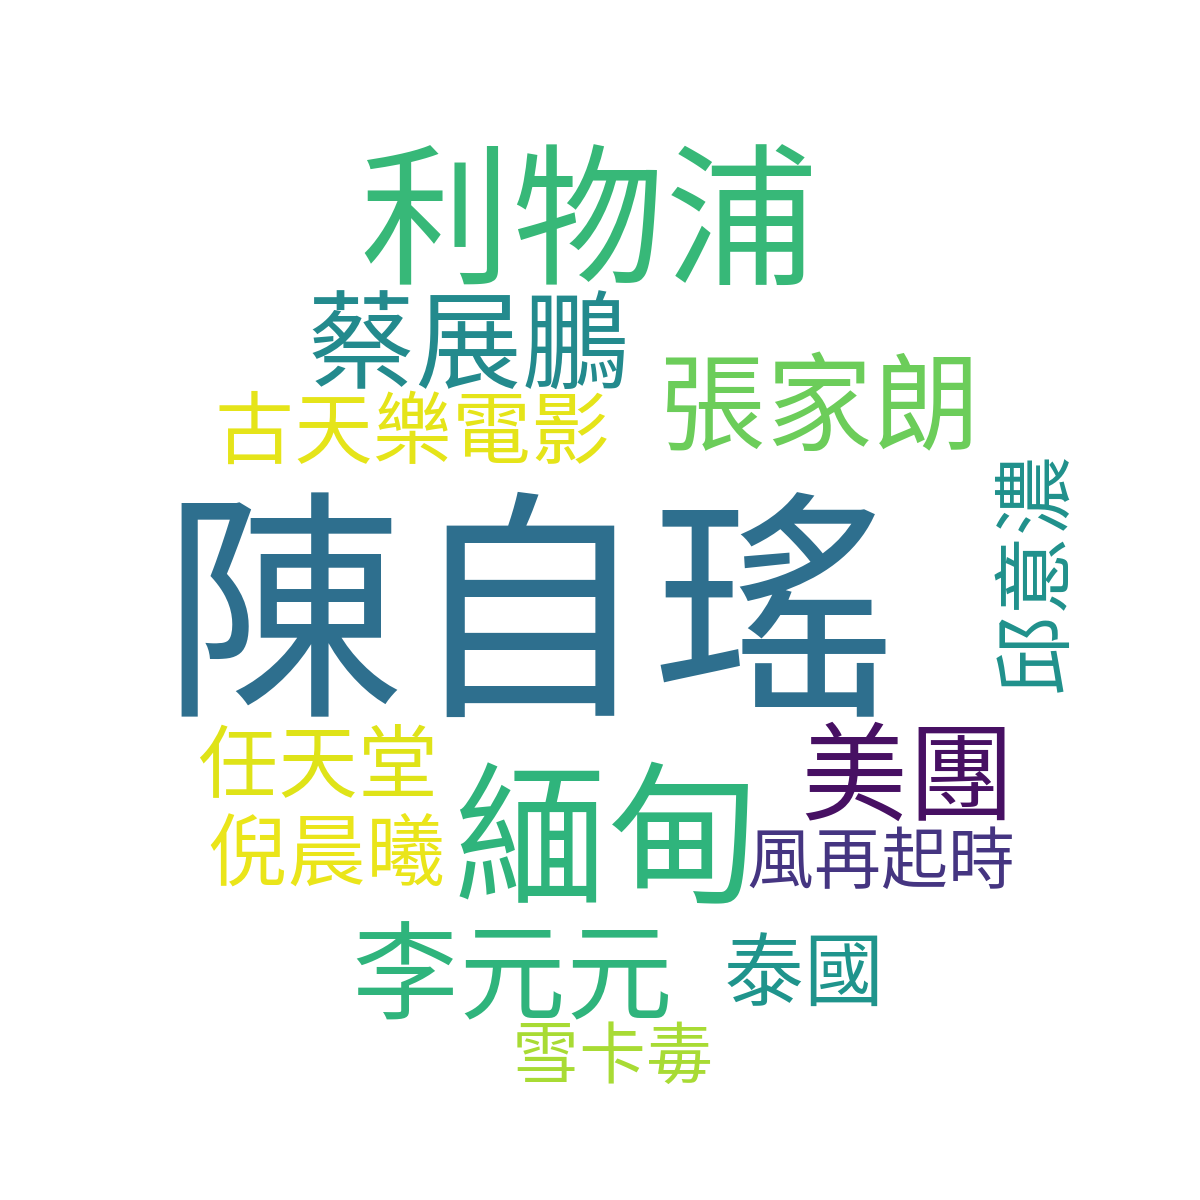 利物浦
蔡展鵬
張家朗
古天樂電影
邱意濃
陳自瑤
任天堂
美團
緬甸
倪晨曦
風再起時
李元元
泰國
雪卡毒